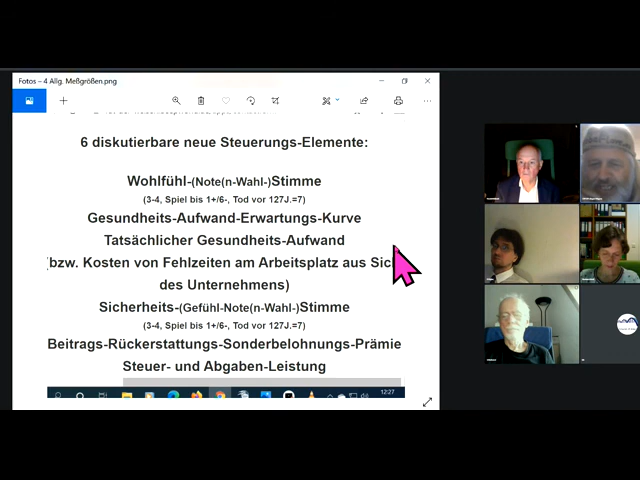 Fotos – 4 Allg. Meßgrößen.png
6 diskutierbare neue Steuerungs-Elemente:
Wohlfühl-(Note(n-Wahl-)Stimme
(3-4, Spiel bis 1+/6-, Tod vor 127J.=7)
Gesundheits-Aufwand-Erwartungs-Kurve
Tatsächlicher Gesundheits-Aufwand
(bzw. Kosten von Fehlzeiten am Arbeitsplatz aus Sic
des Unternehmens)
Sicherheits-(Gefühl-Note(n-Wahl-)Stimme
(3-4, Spiel bis 1+/6-, Tod vor 127J.=7)
Beitrags-Rückerstattungs-Sonderbelohnungs-Prämie
Steuer- und Abgaben-Leistung
12:27